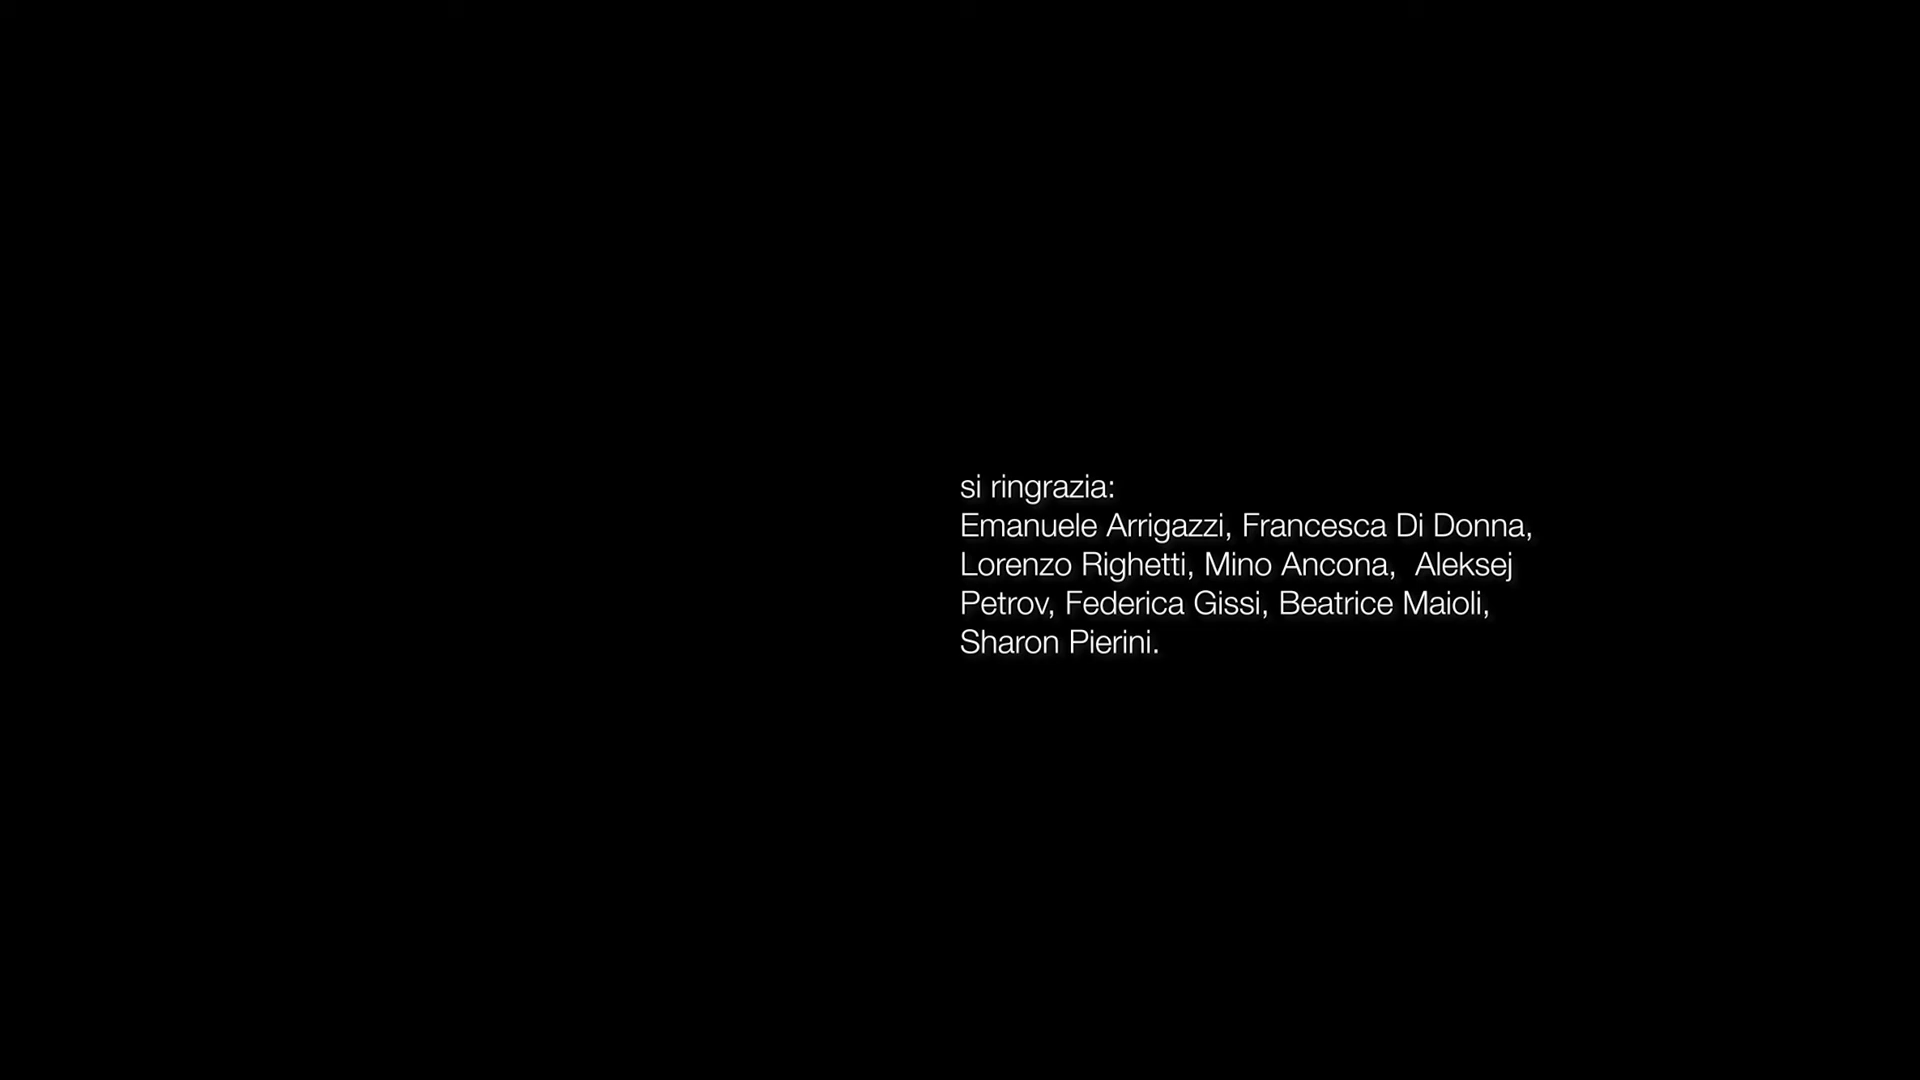 si ringrazia:
Emanuele Arrigazzi, Francesca Di Donna,
Lorenzo Righetti, Mino Ancona,  Aleksej
Petrov, Federica Gissi, Beatrice Maioli,
Sharon Pierini.